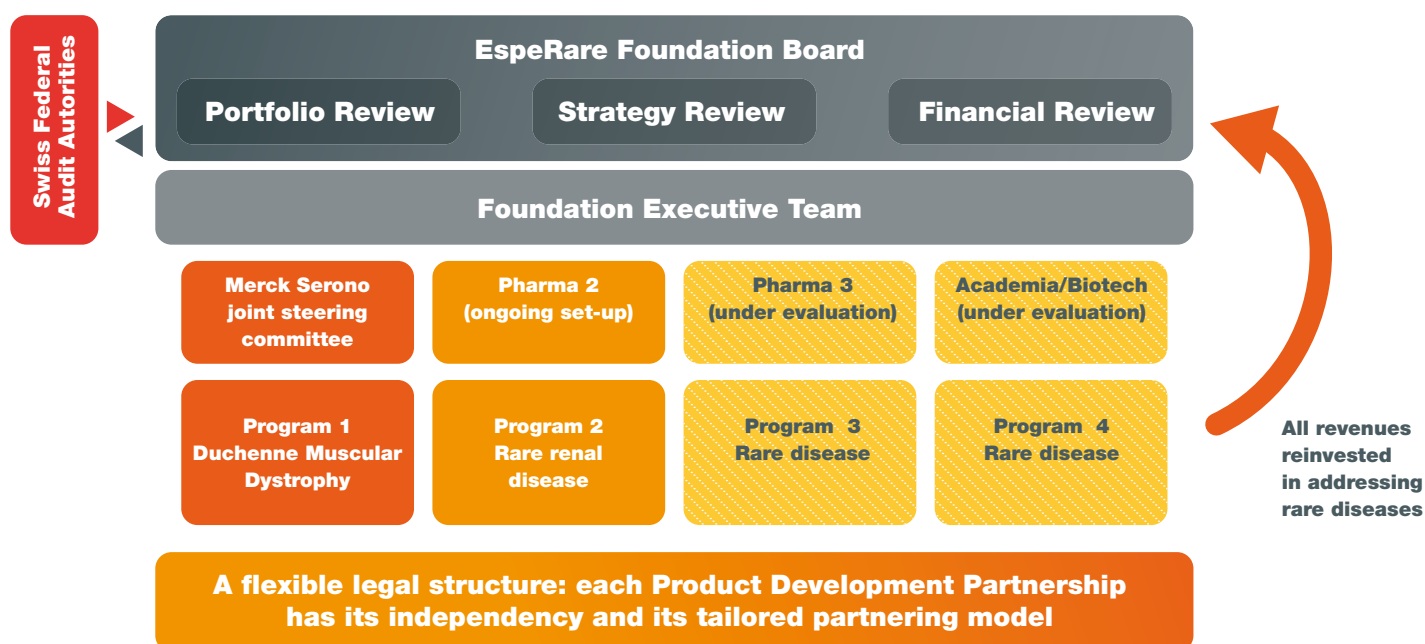 Swiss Federal
Audit Autorities
EspeRare Foundation Board
Portfolio Review
Strategy Review
Financial Review
Foundation Executive Team
Merck Serono
joint steering
committee
Pharma 2
(ongoing set-up)
Pharma 3
(under evaluation)
Academia/Biotech
(under evaluation)
Program 1
Duchenne Muscular
Dystrophy
Program 2
Rare renal
disease
Program 3
Rare disease
Program 4
Rare disease
All revenues
reinvested
in addressing
rare diseases
A flexible legal structure: each Product Development Partnership
has its independency and its tailored partnering model